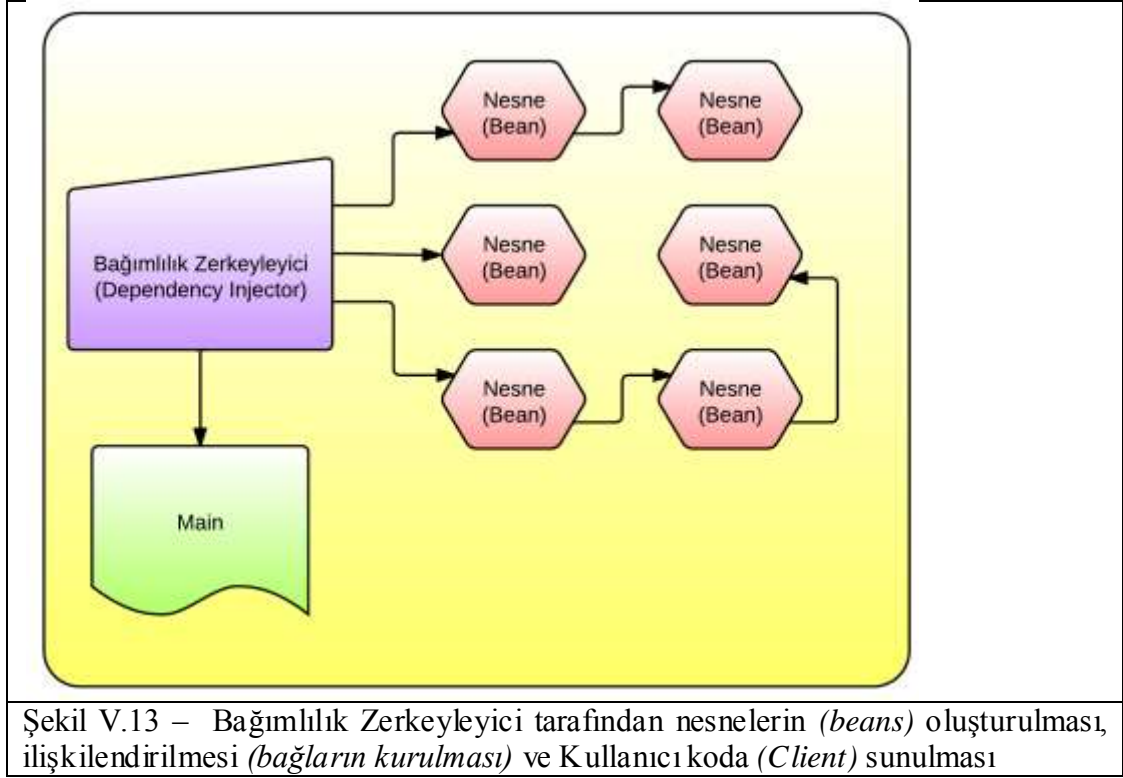 Nesne
(Bean)
Nesne
(Bean)
Bağımlılık Zerkeyleyici
(Dependency Injector)
Nesne
(Bean)
Nesne
(Bean)
Nesne
(Bean)
Nesne
(Bean)
Main
Şekil V.13 – Bağımlılık Zerkeyleyici tarafından nesnelerin (beans) oluşturulması,
ilişkilendirilmesi (bağların kurulması) ve Kullanıcı koda (Client) sunulması